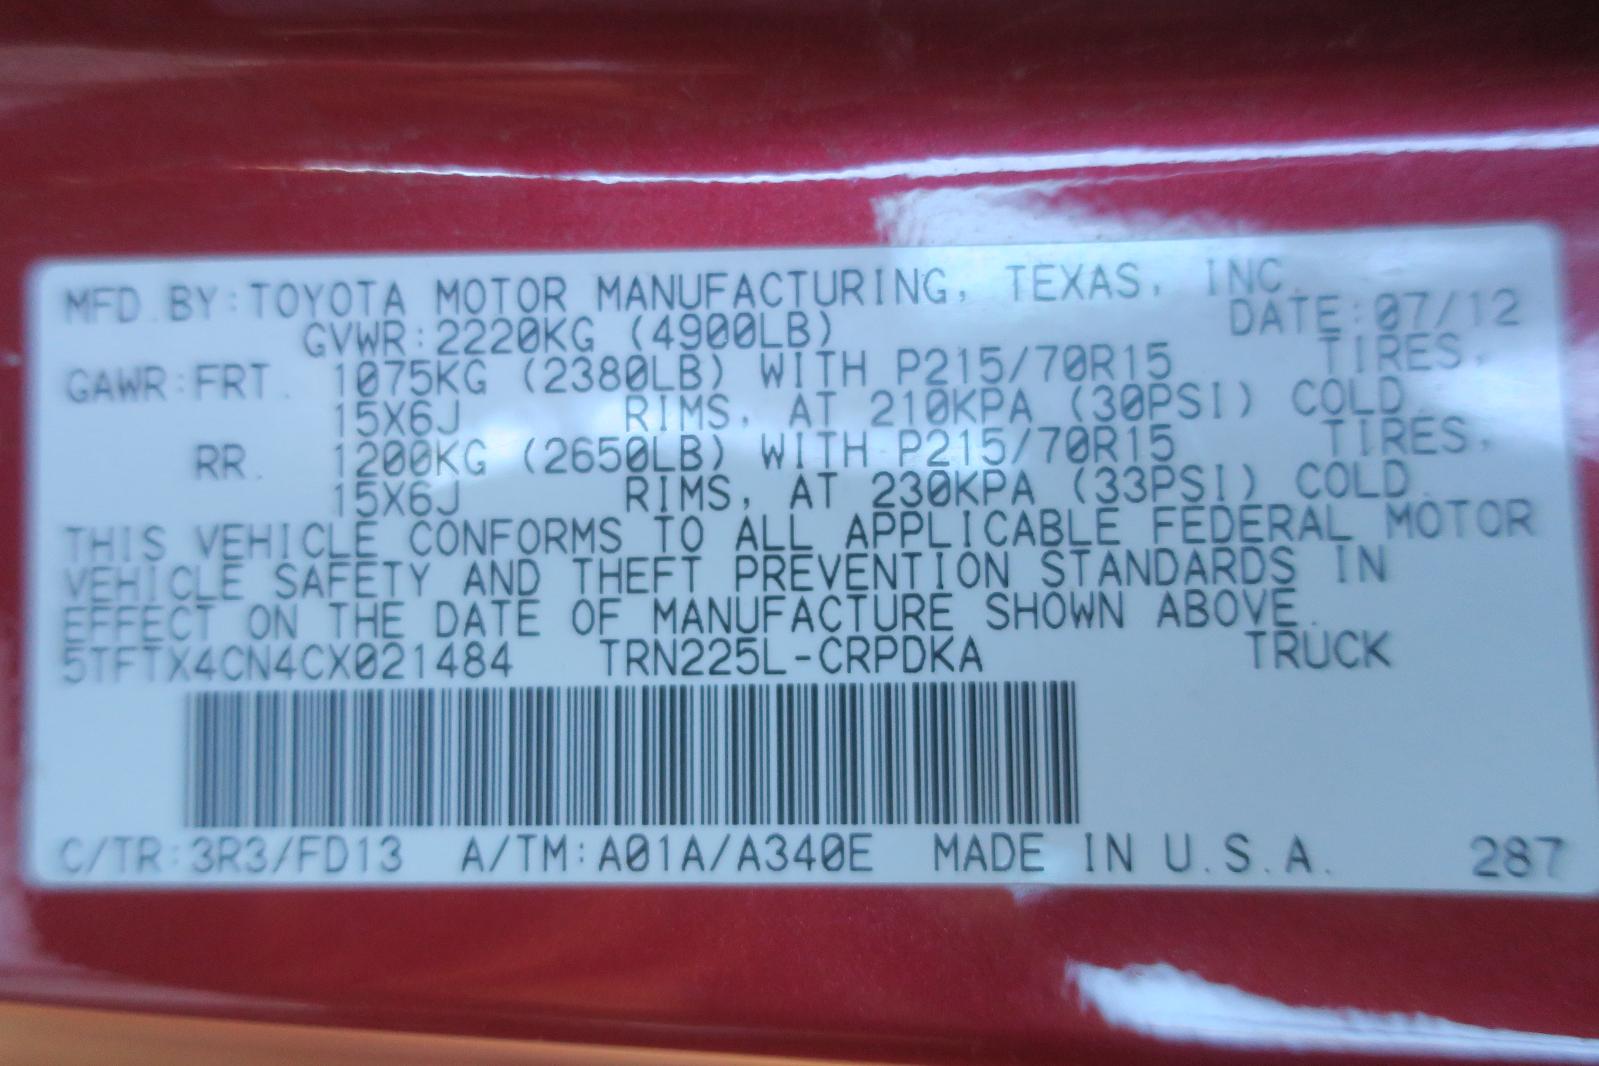 MFD. BY: TOYOTA MOTOR MANUFACTURING, TEXAS, INC.
GVWR: 2220KG (4900LB) DATE: 07/12
GAWR: FRT. 1075KG (2380LB) WITH P215/70R15 TIRES,
15X6J RIMS, AT 210KPA (30PSI) COLD.
RR. 1200KG (2650LB) WITH P215/70R15 TIRES,
15X6J RIMS, AT 230KPA (33PSI) COLD.
THIS VEHICLE CONFORMS TO ALL APPLICABLE FEDERAL MOTOR
VEHICLE SAFETY AND THEFT PREVENTION STANDARDS IN
EFFECT ON THE DATE OF MANUFACTURE SHOWN ABOVE.
5TFTX4CN4CX021484 TRN225L-CRPDKA TRUCK
C/TR: 3R3/FD13 A/TM: A01A/A340E MADE IN U.S.A. 287